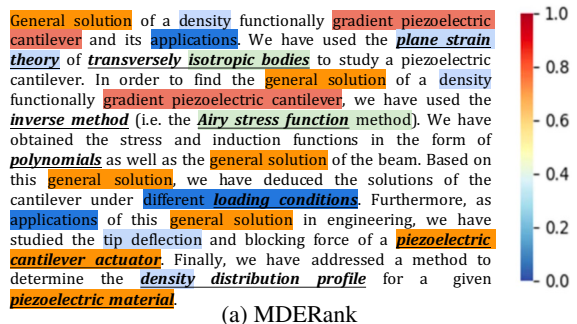 General solution of a density functionally gradient piezoelectric
cantilever and its applications. We have used the plane strain
theory of transversely isotropic bodies to study a piezoelectric
cantilever. In order to find the general solution of a density
functionally gradient piezoelectric cantilever, we have used the
inverse method (i.e. the Airy stress function method). We have
obtained the stress and induction functions in the form of
polynomials as well as the general solution of the beam. Based on
this general solution, we have deduced the solutions of the
cantilever under different loading conditions. Furthermore, as
applications of this general solution in engineering, we have
studied the tip deflection and blocking force of a piezoelectric
cantilever actuator. Finally, we have addressed a method to
determine the density distribution profile for a given
piezoelectric material.
(a) MDERank
1.0
0.8
0.6
0.4
0.2
0.0